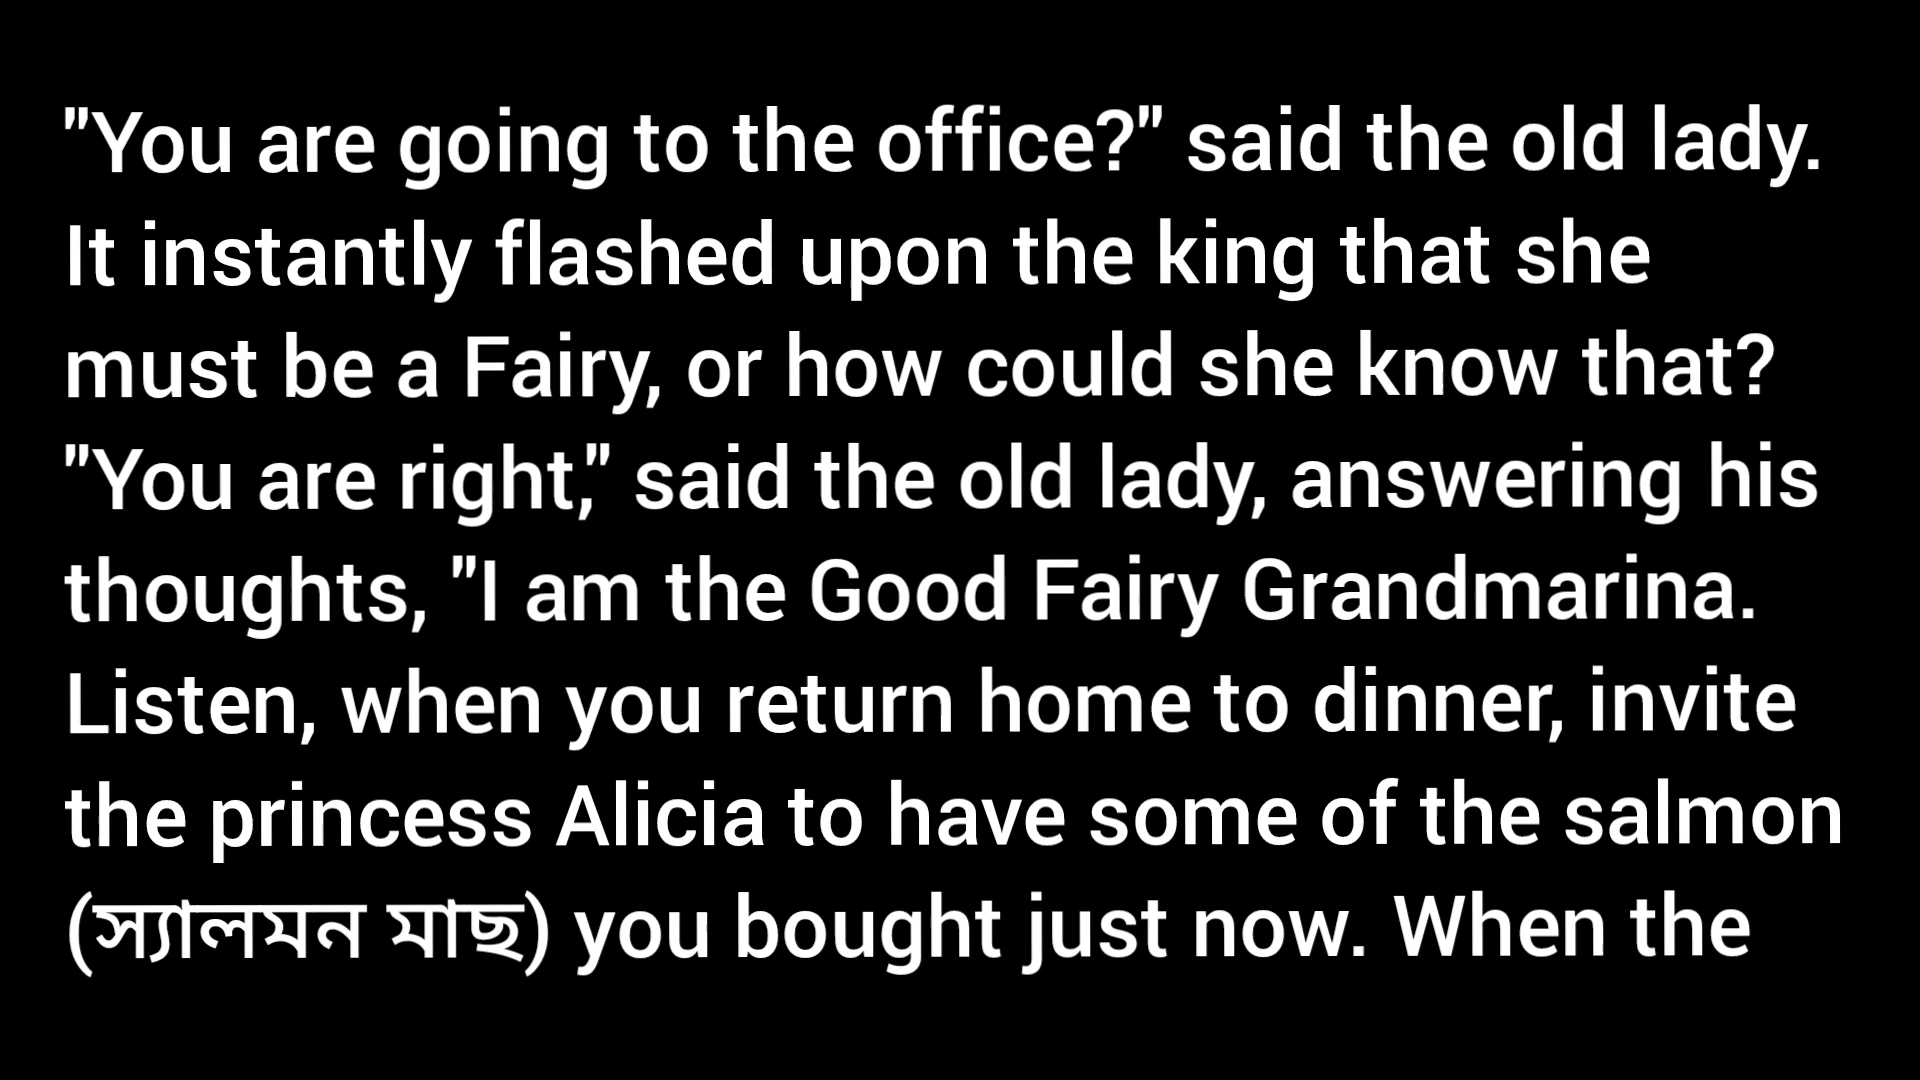 "You are going to the office?" said the old lady.
It instantly flashed upon the king that she
must be a Fairy, or how could she know that?
"You are right," said the old lady, answering his
thoughts, "I am the Good Fairy Grandmarina.
Listen, when you return home to dinner, invite
the princess Alicia to have some of the salmon
(স্যালমন মাছ) you bought just now. When the